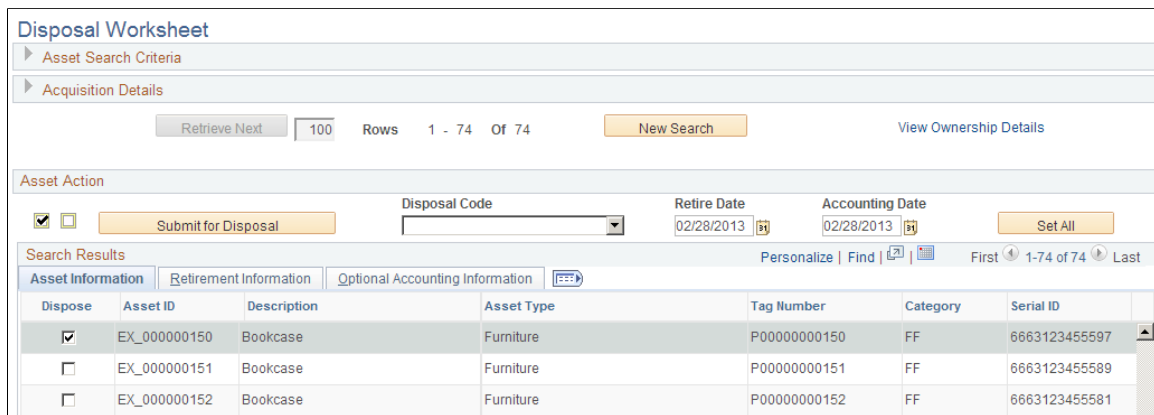 Disposal Worksheet
Asset Search Criteria
Acquisition Details
Retrieve Next 100 Rows 1 - 74 Of 74 New Search View Ownership Details
Asset Action
Disposal Code Retire Date Accounting Date
Submit for Disposal 02/28/2013 31 02/28/2013 31 Set All
Search Results Personalize | Find | | First 1-74 of 74 Last
Asset Information Retirement Information Optional Accounting Information
Dispose Asset ID Description Asset Type Tag Number Category Serial ID
EX_000000150 Bookcase Furniture P00000000150 FF 6663123455597
EX_000000151 Bookcase Furniture P00000000151 FF 6663123455589
EX_000000152 Bookcase Furniture P00000000152 FF 6663123455581